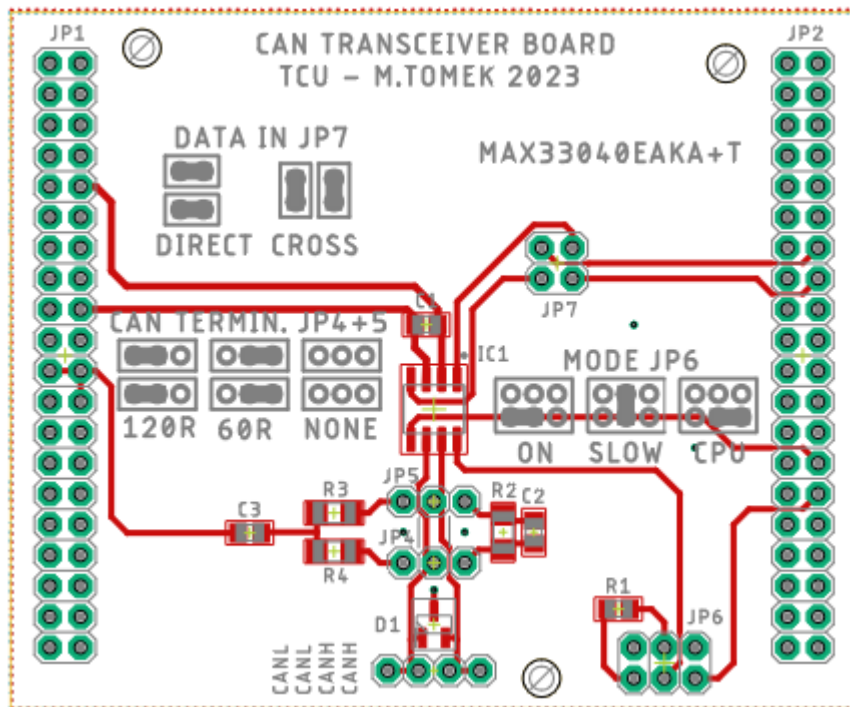 JP1
JP2
CAN TRANSCEIVER BOARD
TCU - M.TOMEK 2023
DATA IN JP7
MAX33040EAKA+T
DIRECT CROSS
JP7
C1
CAN TERMIN. JP4+5
IC1
MODE JP6
120R 60R NONE
ON SLOW CPU
JP5
R3
R2
C2
C3
JP4
R4
R1
D1
JP6
CANL
CANL
CANH
CANH